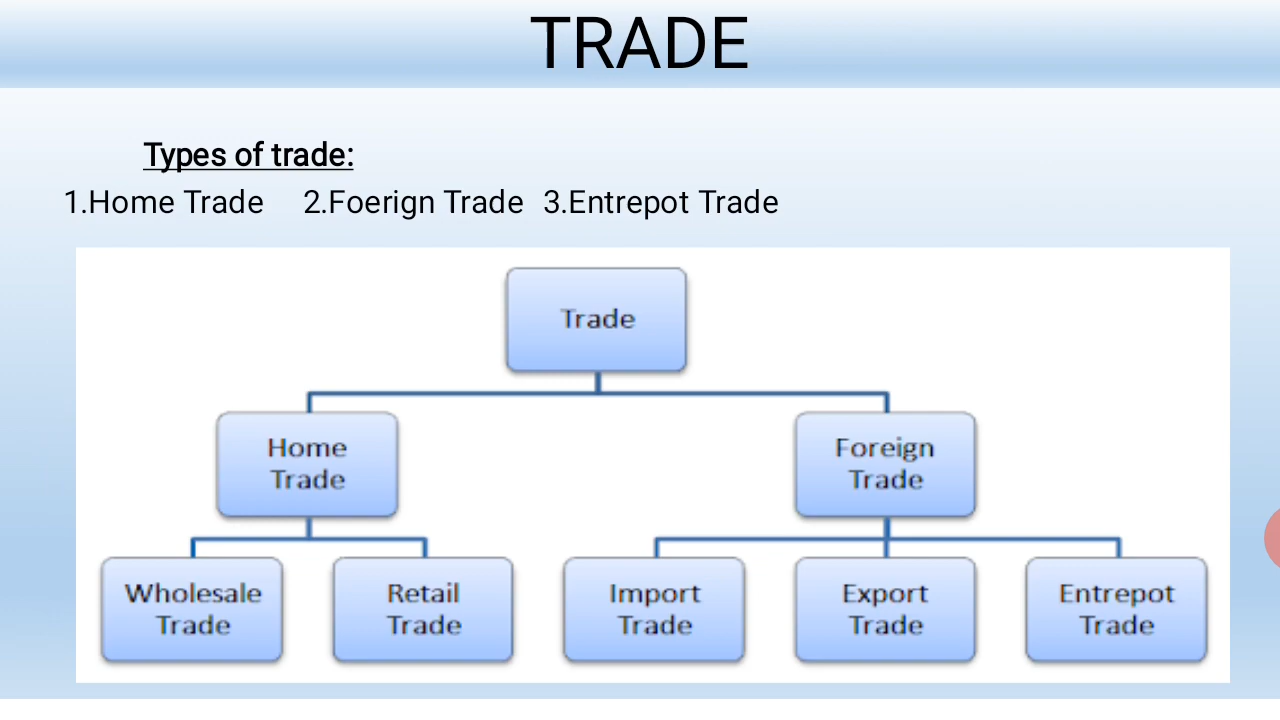 TRADE
Types of trade:
1.Home Trade 2.Foerign Trade 3.Entrepot Trade
Trade
Home
Trade
Foreign
Trade
Wholesale
Trade
Retail
Trade
Import
Trade
Export
Trade
Entrepot
Trade